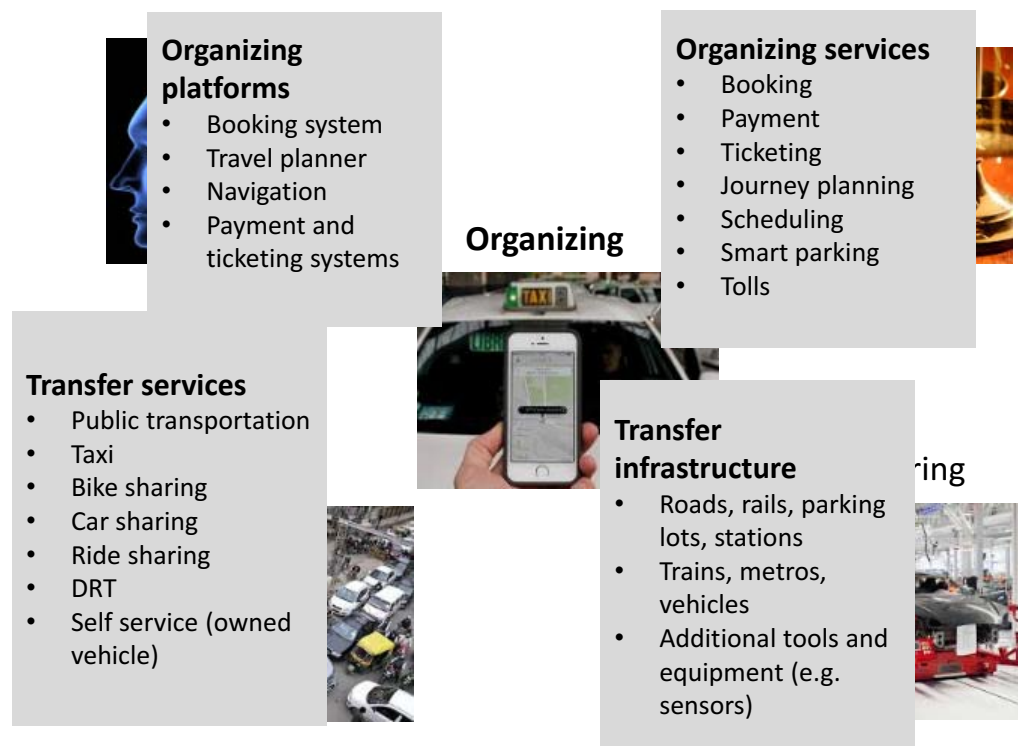 Organizing
platforms
• Booking system
• Travel planner
• Navigation
• Payment and
ticketing systems
Organizing services
• Booking
• Payment
• Ticketing
• Journey planning
• Scheduling
• Smart parking
• Tolls
Organizing
TAXI
LIBRE
Transfer services
• Public transportation
• Taxi
• Bike sharing
• Car sharing
• Ride sharing
• DRT
• Self service (owned
vehicle)
Transfer
infrastructure
ring
• Roads, rails, parking
lots, stations
• Trains, metros,
vehicles
• Additional tools and
equipment (e.g.
sensors)